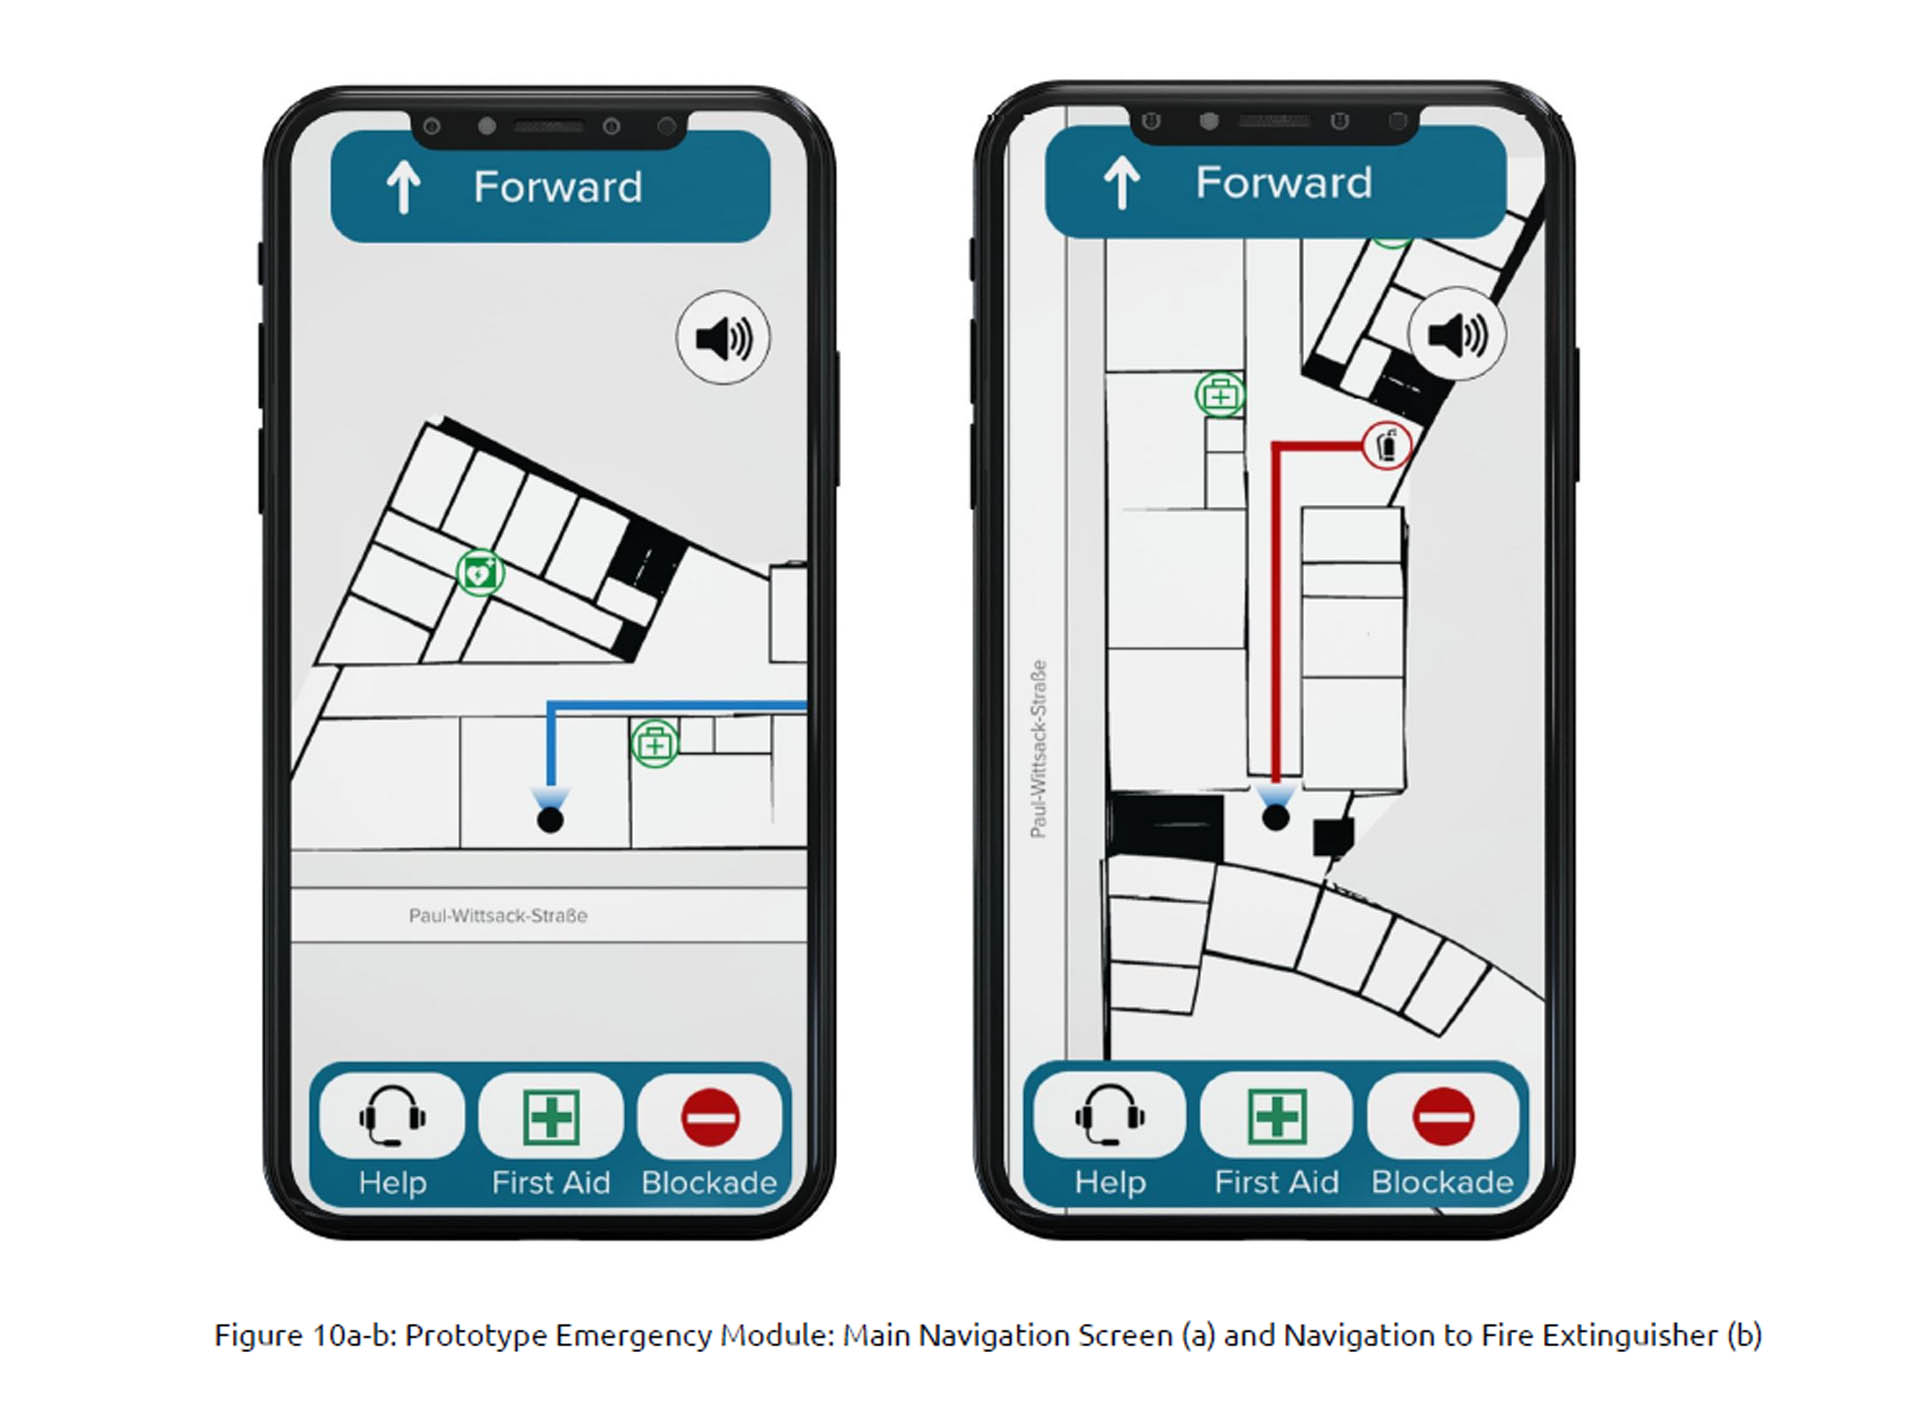 Forward
Paul-Wittsack-Straße
Help
First Aid
Blockade
Forward
Paul-Wittsack-Straße
Help
First Aid
Blockade
Figure 10a-b: Prototype Emergency Module: Main Navigation Screen (a) and Navigation to Fire Extinguisher (b)